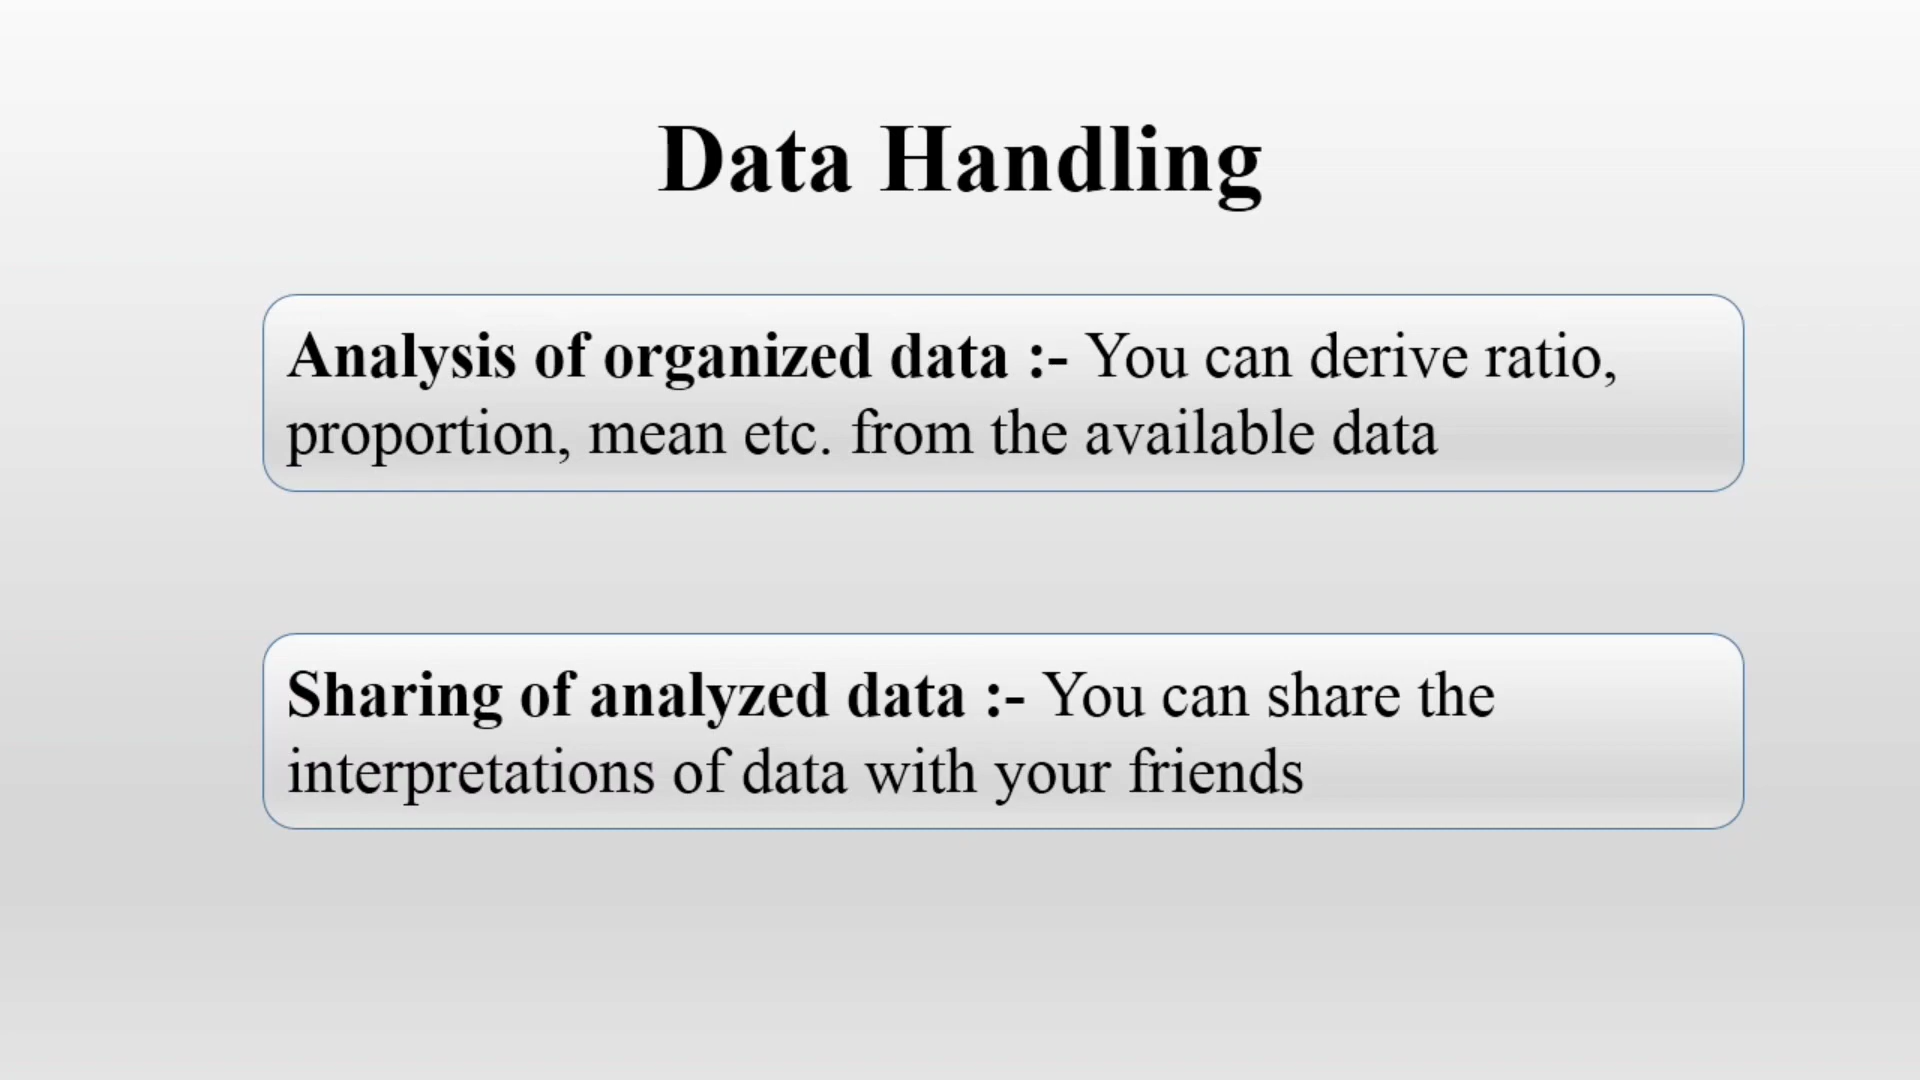 Data Handling
Analysis of organized data :- You can derive ratio,
proportion, mean etc. from the available data
Sharing of analyzed data :- You can share the
interpretations of data with your friends